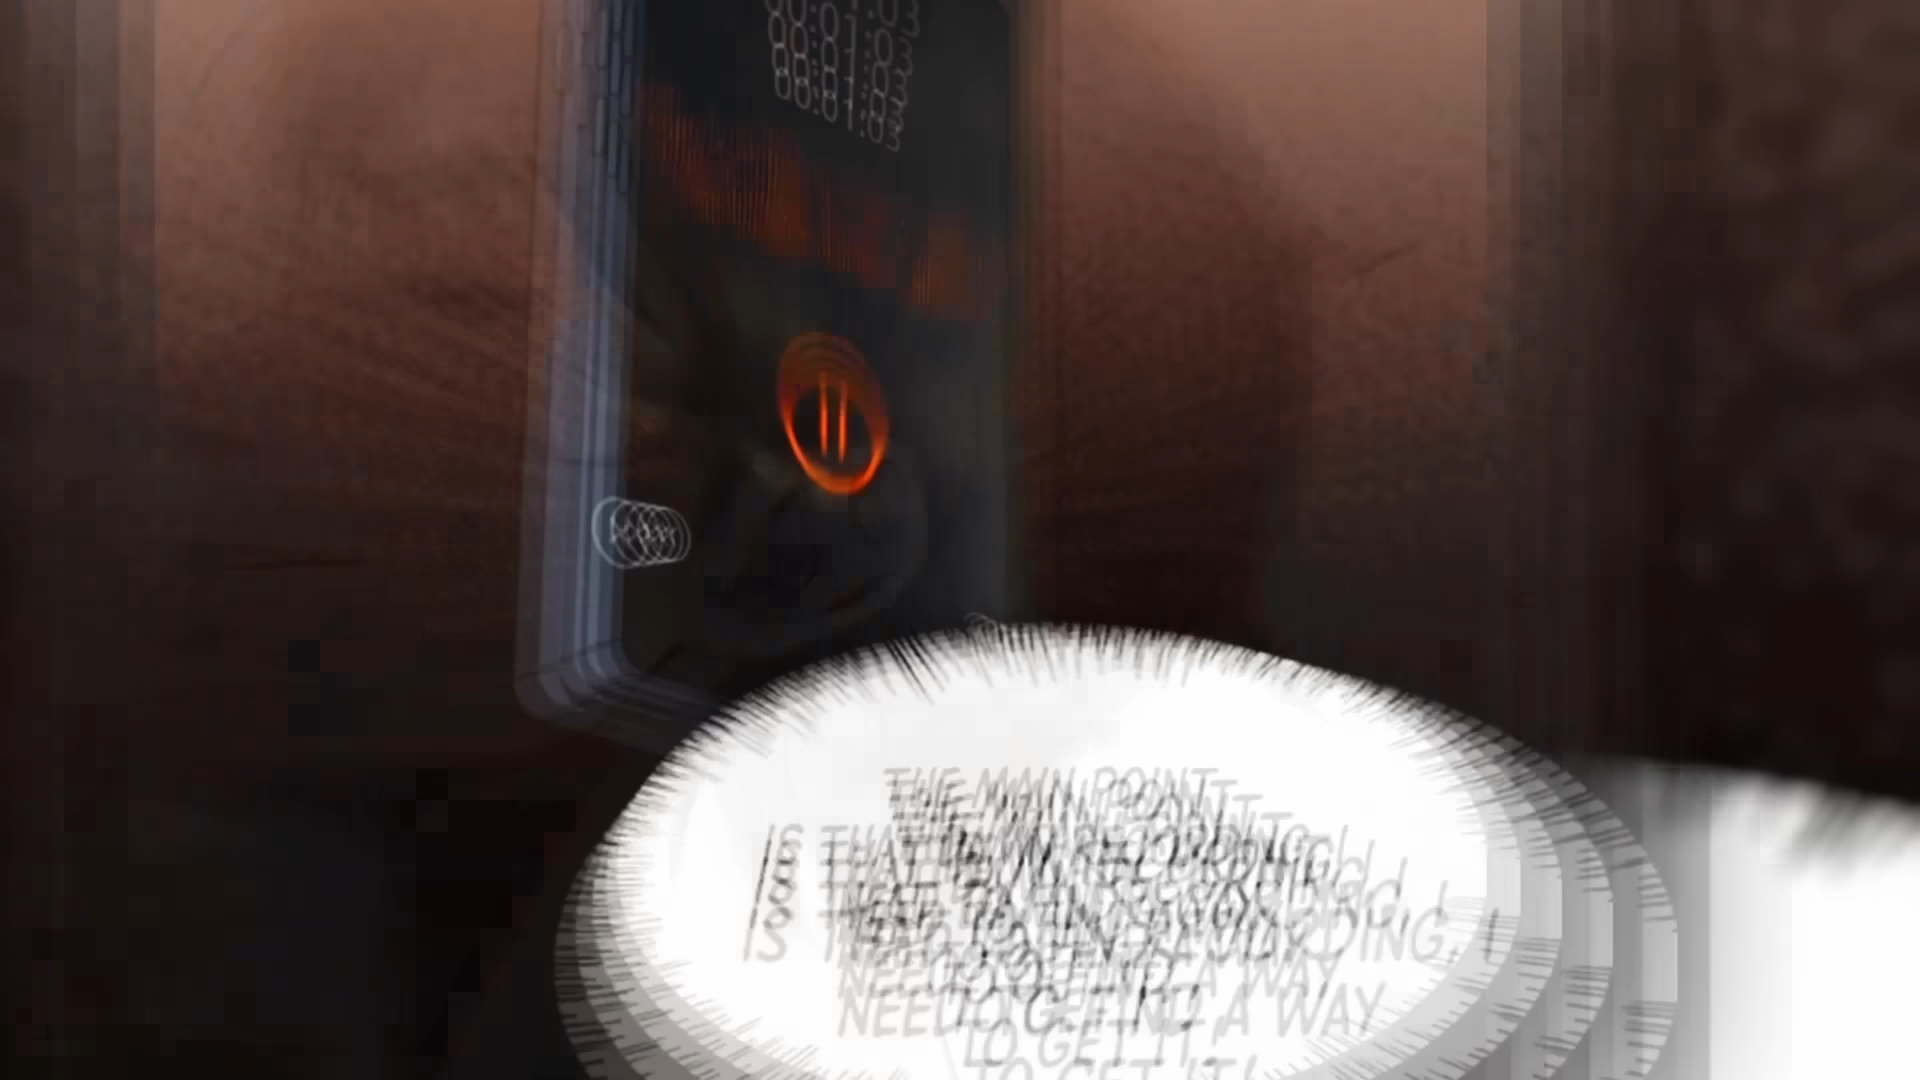 00:01.03
THE MAIN POINT
IS THAT RECORDING, I
NEED TO FIND A WAY
TO GET IT!